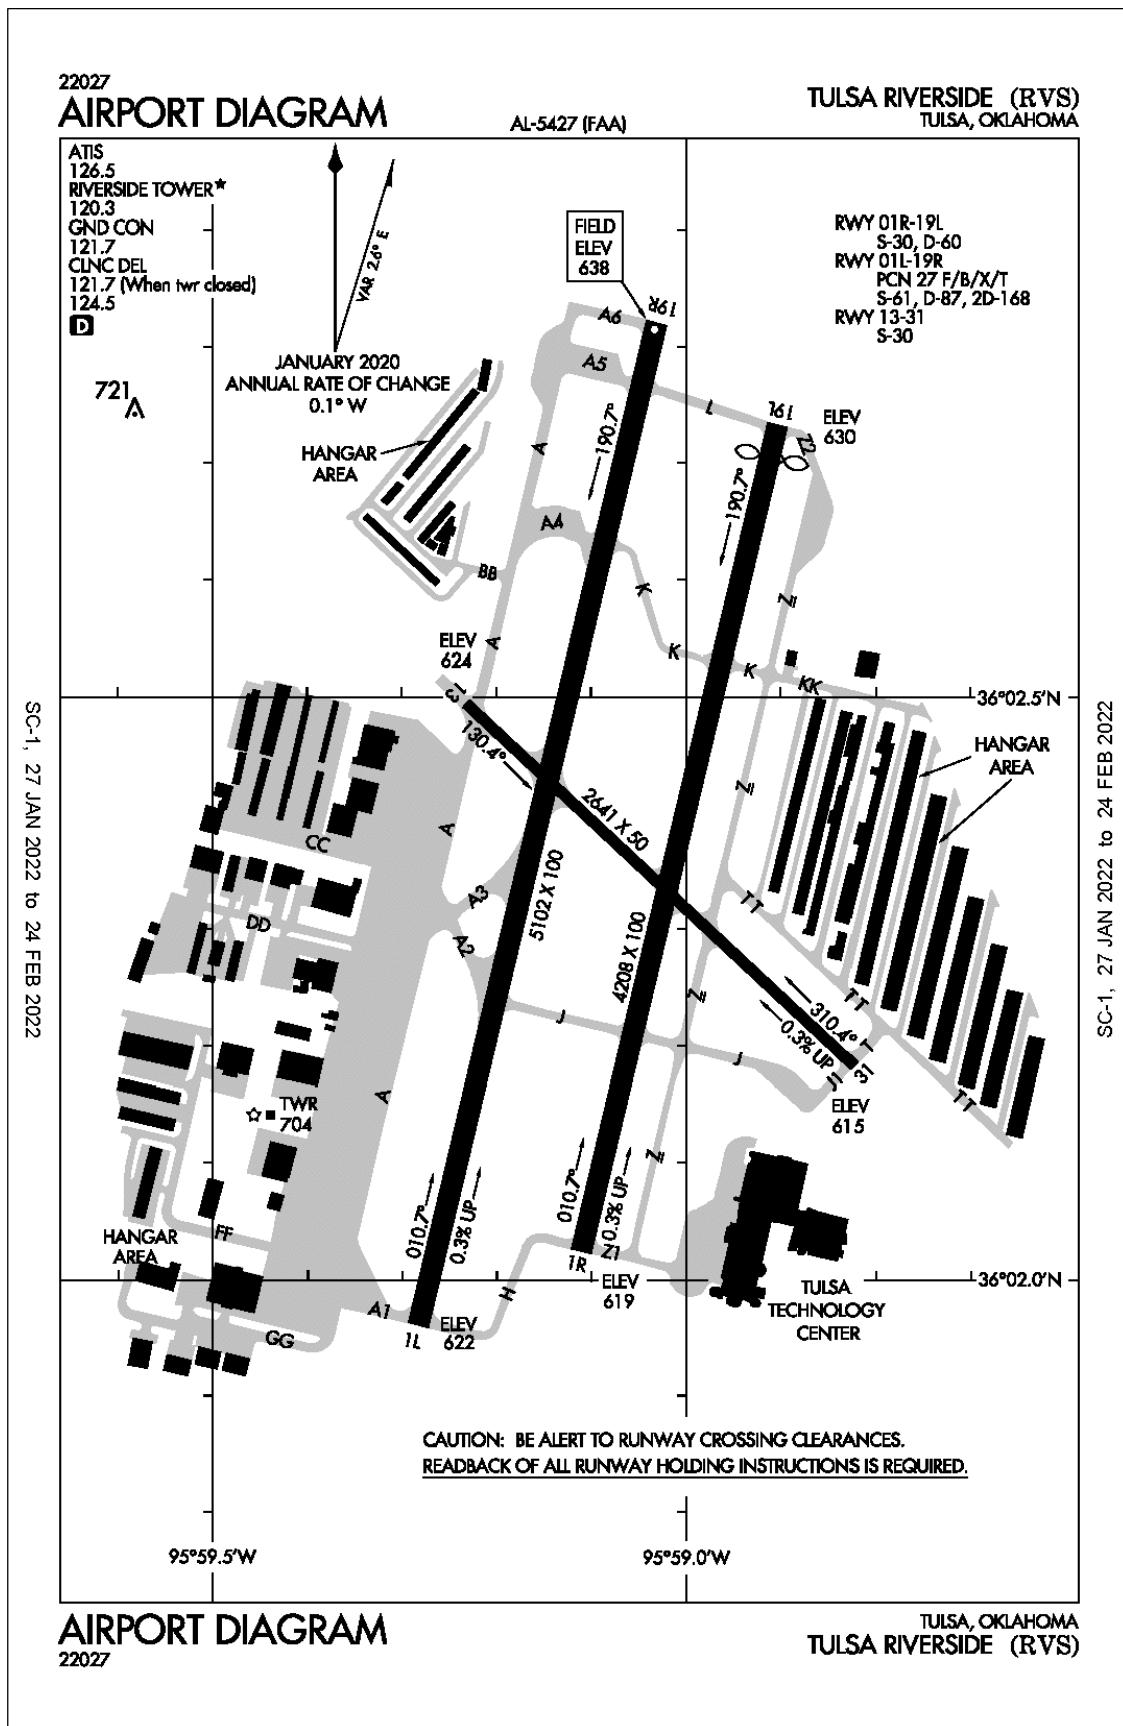 22027
AIRPORT DIAGRAM
AL-5427 (FAA)
TULSA RIVERSIDE (RVS)
TULSA, OKLAHOMA
ATIS
126.5
RIVERSIDE TOWER★
120.3
GND CON
121.7
CLNC DEL
121.7 (When twr closed)
124.5
D
VAR 2.6° E
JANUARY 2020
ANNUAL RATE OF CHANGE
0.1° W
FIELD
ELEV
638
RWY 01R-19L
S-30, D-60
RWY 01L-19R
PCN 27 F/B/X/T
S-61, D-87, 2D-168
RWY 13-31
S-30
721
HANGAR
AREA
A6
19R
A5
L
19L
Z2
ELEV
630
A
190.7°
190.7°
A4
BB
K
Z
A
K
K
KK
ELEV
624
13
36°02.5'N
130.4°
HANGAR
AREA
Z
2641 X 50
A
CC
5102 X 100
A3
TT
DD
A2
4208 X 100
Z
TT
J
310.4°
0.3% UP
T
J
J1
31
A
TT
TWR
704
ELEV
615
Z
010.7°
0.3% UP
010.7°
0.3% UP
HANGAR
AREA
FF
1R
Z1
ELEV
619
36°02.0'N
H
TULSA
TECHNOLOGY
CENTER
A1
1L
ELEV
622
GG
CAUTION: BE ALERT TO RUNWAY CROSSING CLEARANCES.
READBACK OF ALL RUNWAY HOLDING INSTRUCTIONS IS REQUIRED.
95°59.5'W
95°59.0'W
SC-1, 27 JAN 2022 to 24 FEB 2022
SC-1, 27 JAN 2022 to 24 FEB 2022
AIRPORT DIAGRAM
22027
TULSA, OKLAHOMA
TULSA RIVERSIDE (RVS)